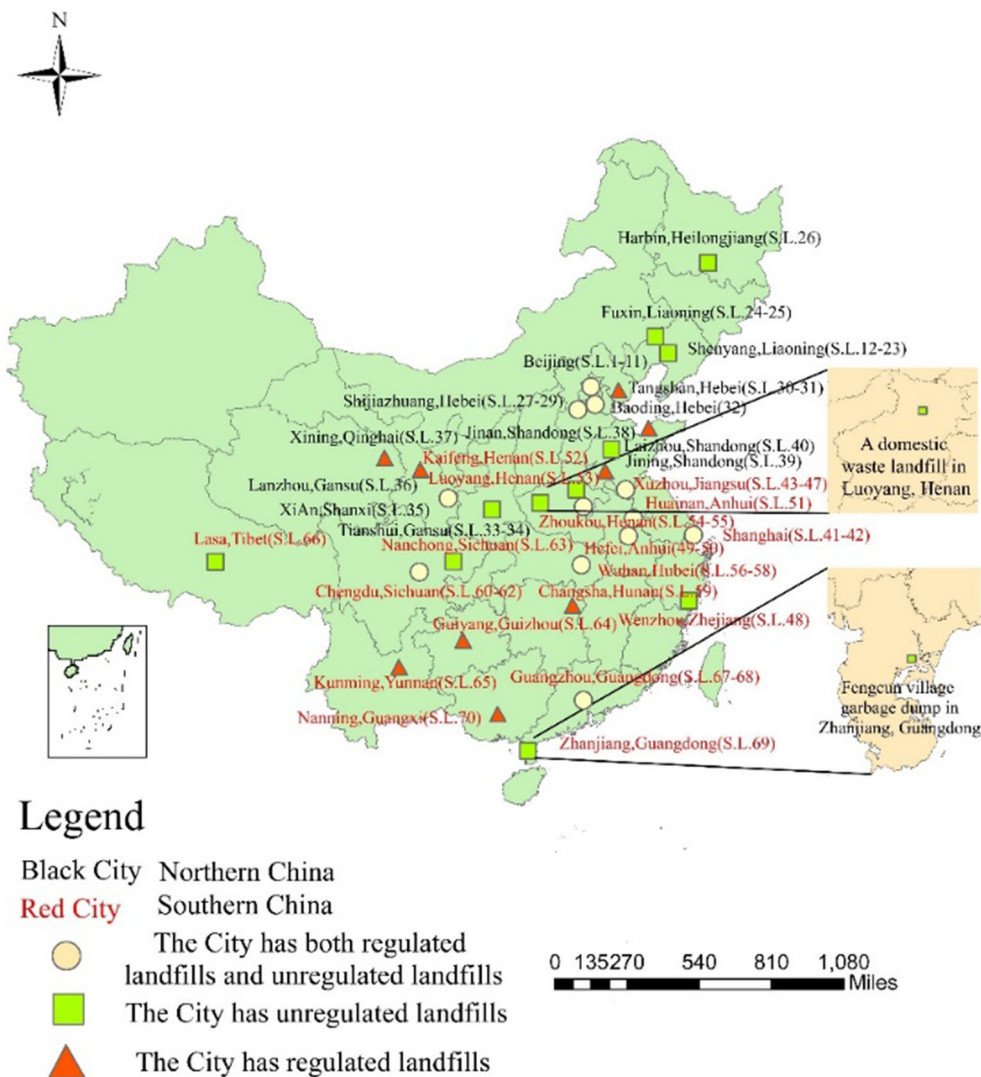 N
Harbin,Heilongjiang(S.L.26)
Fuxin,Liaoning(S.L.24-25)
Shenyang,Liaoning(S.L.12-23)
Beijing(S.L.1-11)
Tangshan,Hebei(S.L.30-31)
Shijiazhuang,Hebei(S.L.27-29)
Baoding,Hebei(32)
Xining,Qinghai(S.L.37)
Jinan,Shandong(S.L.38)
Laizhou,Shandong(S.L.40)
Kaifeng,Henan(S.L.52)
Jining,Shandong(S.L.39)
Luoyang,Henan(S.L.53)
Lanzhou,Gansu(S.L.36)
Xuzhou,Jiangsu(S.L.43-47)
XiAn,Shanxi(S.L.35)
Huainan,Anhui(S.L.51)
Tianshui,Gansu(S.L.33-34)
Zhoukou,Henan(S.L.54-55)
Shanghai(S.L.41-42)
Lasa,Tibet(S.L.66)
Nanchong,Sichuan(S.L.63)
Hefei,Anhui(49-50)
Wuhan,Hubei(S.L.56-58)
Chengdu,Sichuan(S.L.60-62)
Changsha,Hunan(S.L.59)
Guiyang,Guizhou(S.L.64)
Wenzhou,Zhejiang(S.L.48)
Kunming,Yunnan(S.L.65)
Guangzhou,Guangdong(S.L.67-68)
Nanning,Guangxi(S.L.70)
Zhanjiang,Guangdong(S.L.69)
A domestic
waste landfill in
Luoyang, Henan
Fengcun village
garbage dump in
Zhanjiang, Guangdong
Legend
Black City Northern China
Red City Southern China
The City has both regulated
landfills and unregulated landfills
The City has unregulated landfills
The City has regulated landfills
0 135270 540 810 1,080
Miles